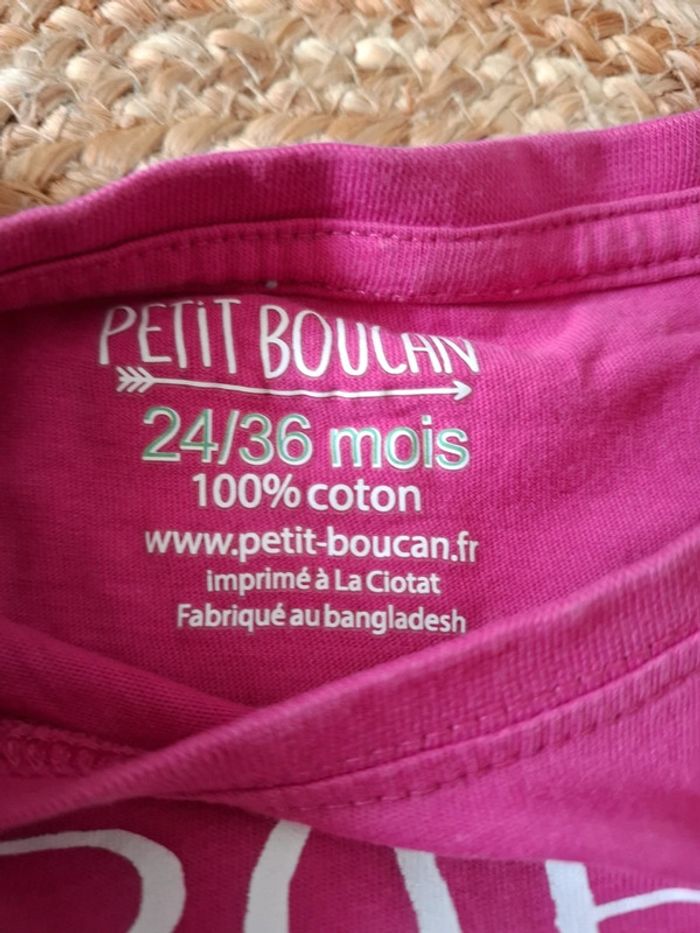 PETiT BOUCAN
24/36 mois
100% coton
www.petit-boucan.fr
imprimé à La Ciotat
Fabriqué au bangladesh